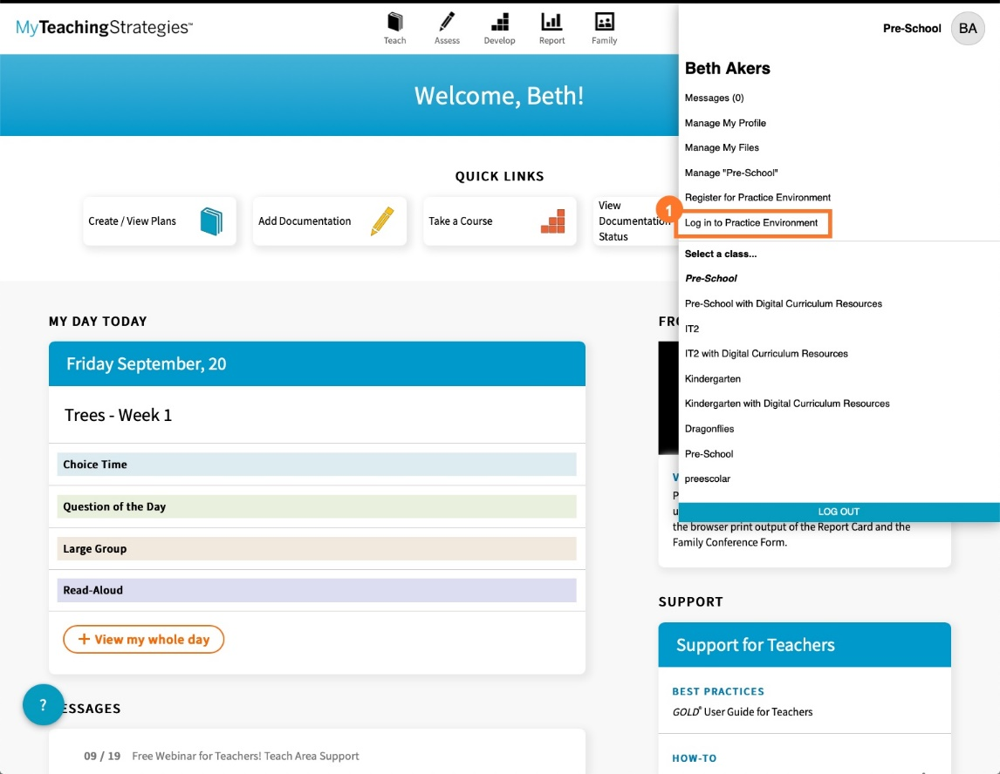 MyTeachingStrategies™
Teach
Assess
Develop
Report
Family
Pre-School
BA
Welcome, Beth!
Beth Akers
Messages (0)
Manage My Profile
Manage My Files
Manage "Pre-School"
Register for Practice Environment
1
Log in to Practice Environment
Select a class...
Pre-School
Pre-School with Digital Curriculum Resources
IT2
IT2 with Digital Curriculum Resources
Kindergarten
Kindergarten with Digital Curriculum Resources
Dragonflies
Pre-School
preescolar
LOG OUT
QUICK LINKS
Create / View Plans
Add Documentation
Take a Course
View
Documentation
Status
MY DAY TODAY
Friday September, 20
Trees - Week 1
Choice Time
Question of the Day
Large Group
Read-Aloud
+ View my whole day
the browser print output of the Report Card and the
Family Conference Form.
SUPPORT
Support for Teachers
BEST PRACTICES
GOLD® User Guide for Teachers
HOW-TO
?
ESSAGES
09 / 19 Free Webinar for Teachers! Teach Area Support